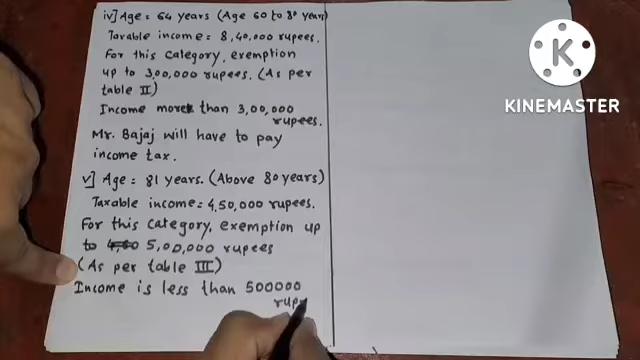 iv] Age = 64 years (Age 60 to 80 years)
Taxable income = 8,40,000 rupees.
For this category, exemption
up to 3,00,000 rupees. (As per
table II)
Income more than 3,00,000
rupees.
Mr. Bajaj will have to pay
income tax.
v] Age = 81 years. (Above 80 years)
Taxable income = 4,50,000 rupees.
For this category, exemption up
to 5,00,000 rupees
(As per table III)
Income is less than 500000
rup
K
KINEMASTER